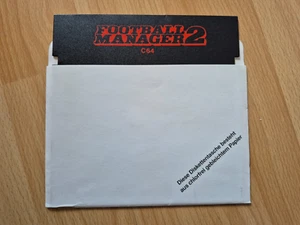 FOOTBALL
MANAGER 2
C64
Diese Diskettentasche besteht
aus chlorfrei gebleichtem Papier